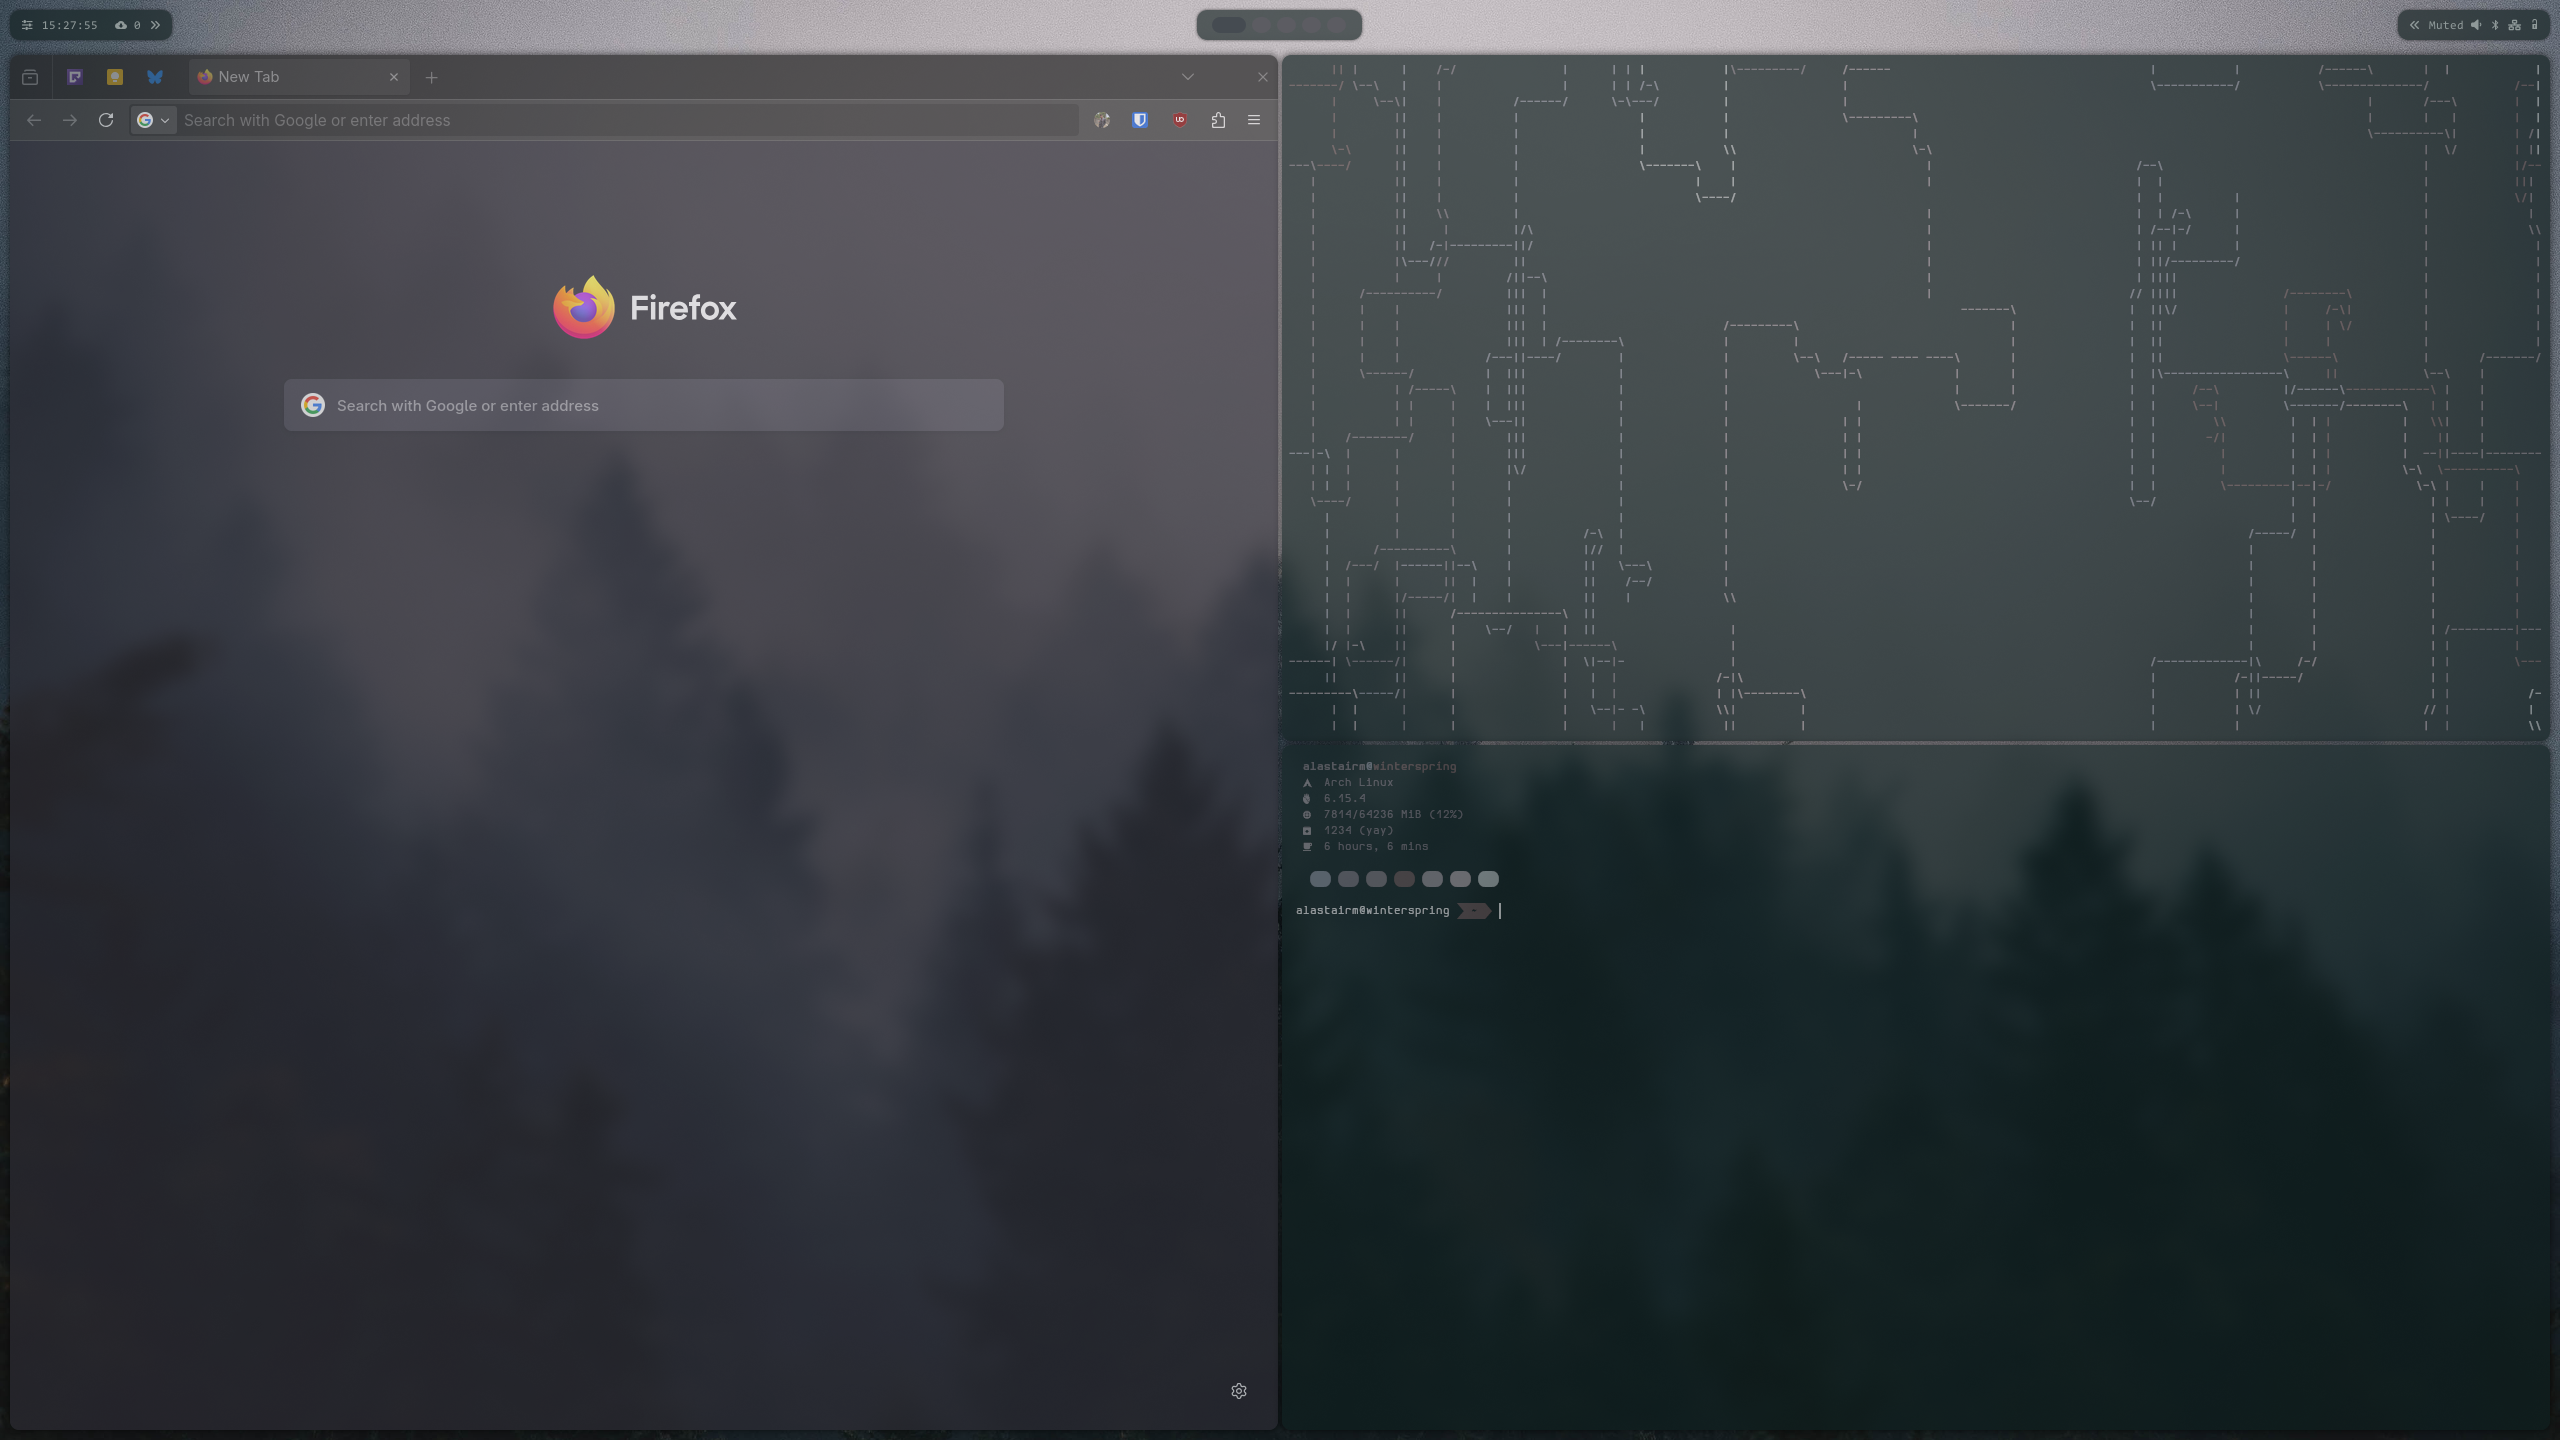 15:27:55 0
Muted
New Tab
Search with Google or enter address
Firefox
Search with Google or enter address
alastairm@winterspring
Arch Linux
6.15.4
7814/64236 MiB (12%)
1234 (yay)
6 hours, 6 mins
alastairm@winterspring ~